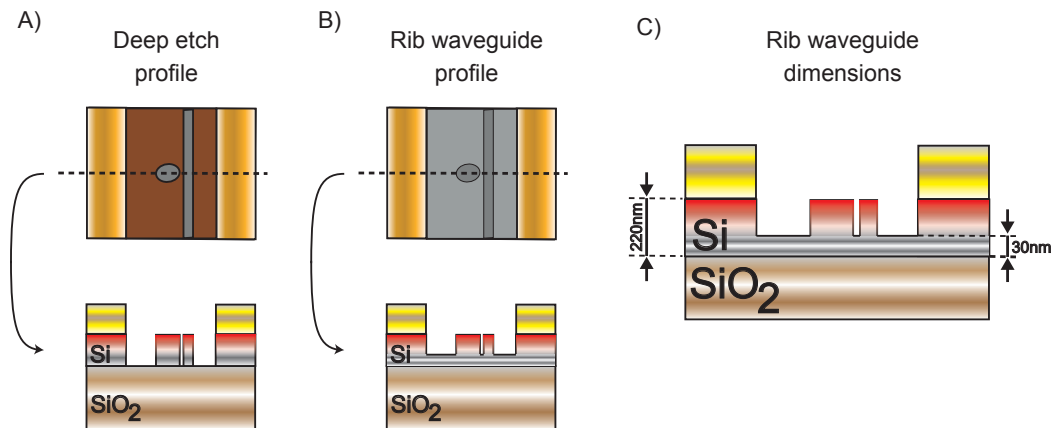 A)
Deep etch
profile
Si
SiO2
B)
Rib waveguide
profile
Si
SiO2
C)
Rib waveguide
dimensions
220nm
Si
30nm
SiO2